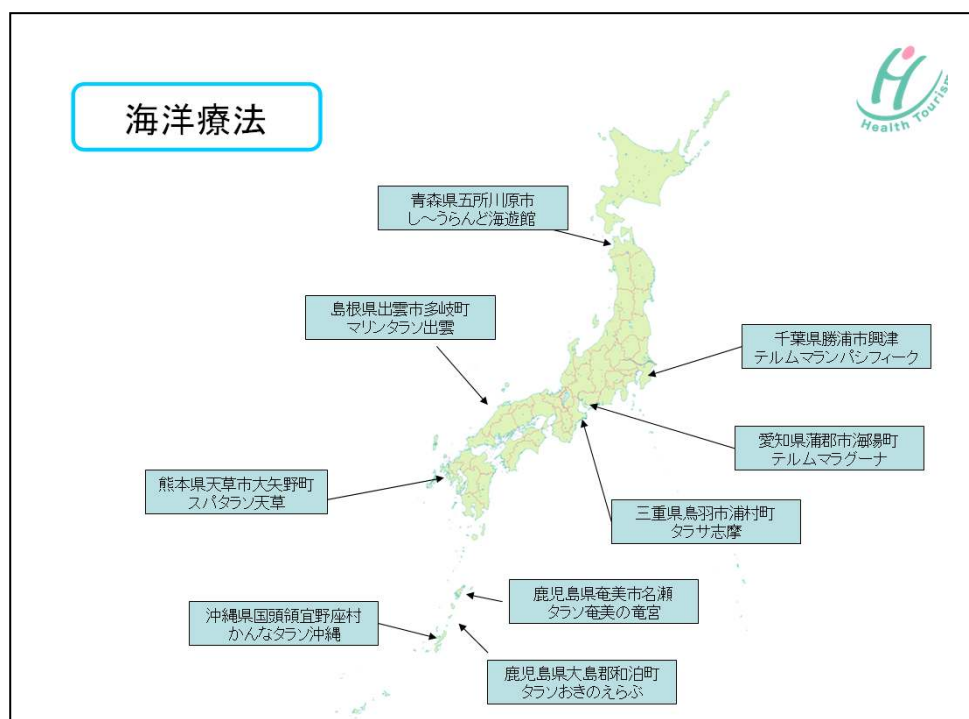 海洋療法
Health Tourism
青森県五所川原市
し～うらんど海遊館
島根県出雲市多岐町
マリンタラソ出雲
千葉県勝浦市興津
テルムマランパシフィーク
愛知県蒲郡市海陽町
テルムマラグーナ
熊本県天草市大矢野町
スパタラソ天草
三重県鳥羽市浦村町
タラサ志摩
鹿児島県奄美市名瀬
タラソ奄美の竜宮
沖縄県国頭領宜野座村
かんなタラソ沖縄
鹿児島県大島郡和泊町
タラソおきのえらぶ